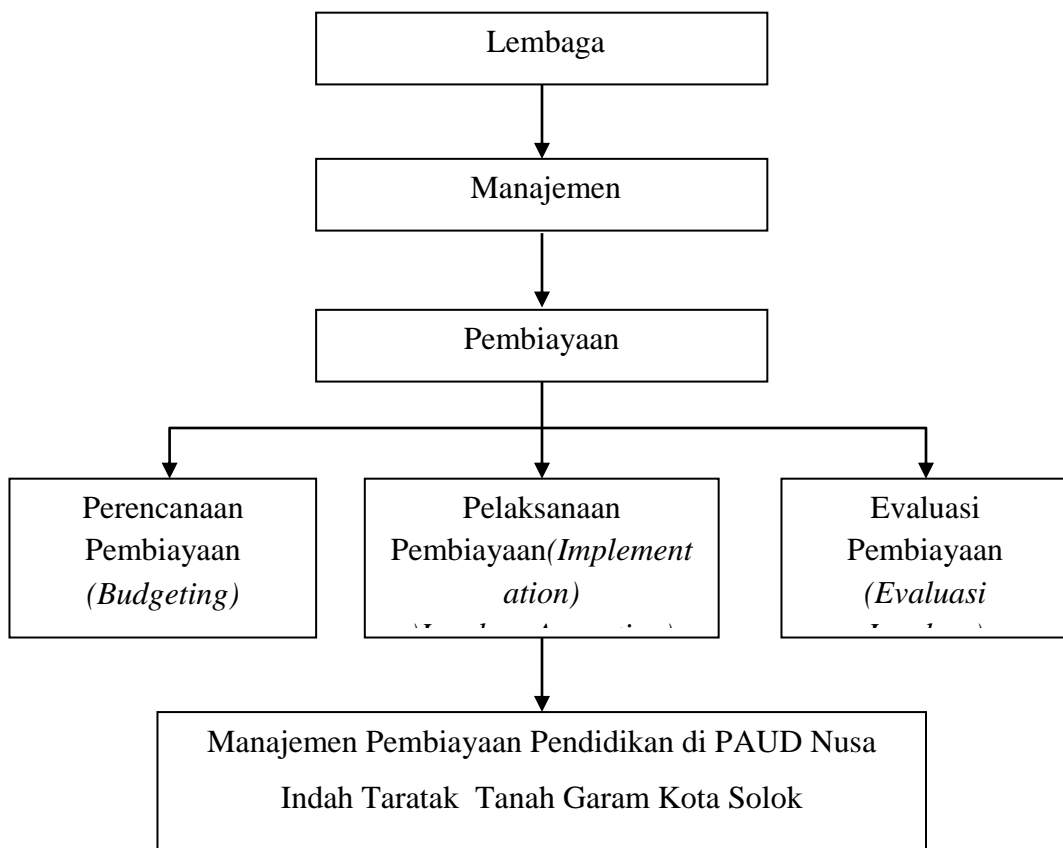 Lembaga
Manajemen
Pembiayaan
Perencanaan
Pembiayaan
(Budgeting)
Pelaksanaan
Pembiayaan(Implement
ation)
Evaluasi
Pembiayaan
(Evaluasi
Manajemen Pembiayaan Pendidikan di PAUD Nusa
Indah Taratak Tanah Garam Kota Solok